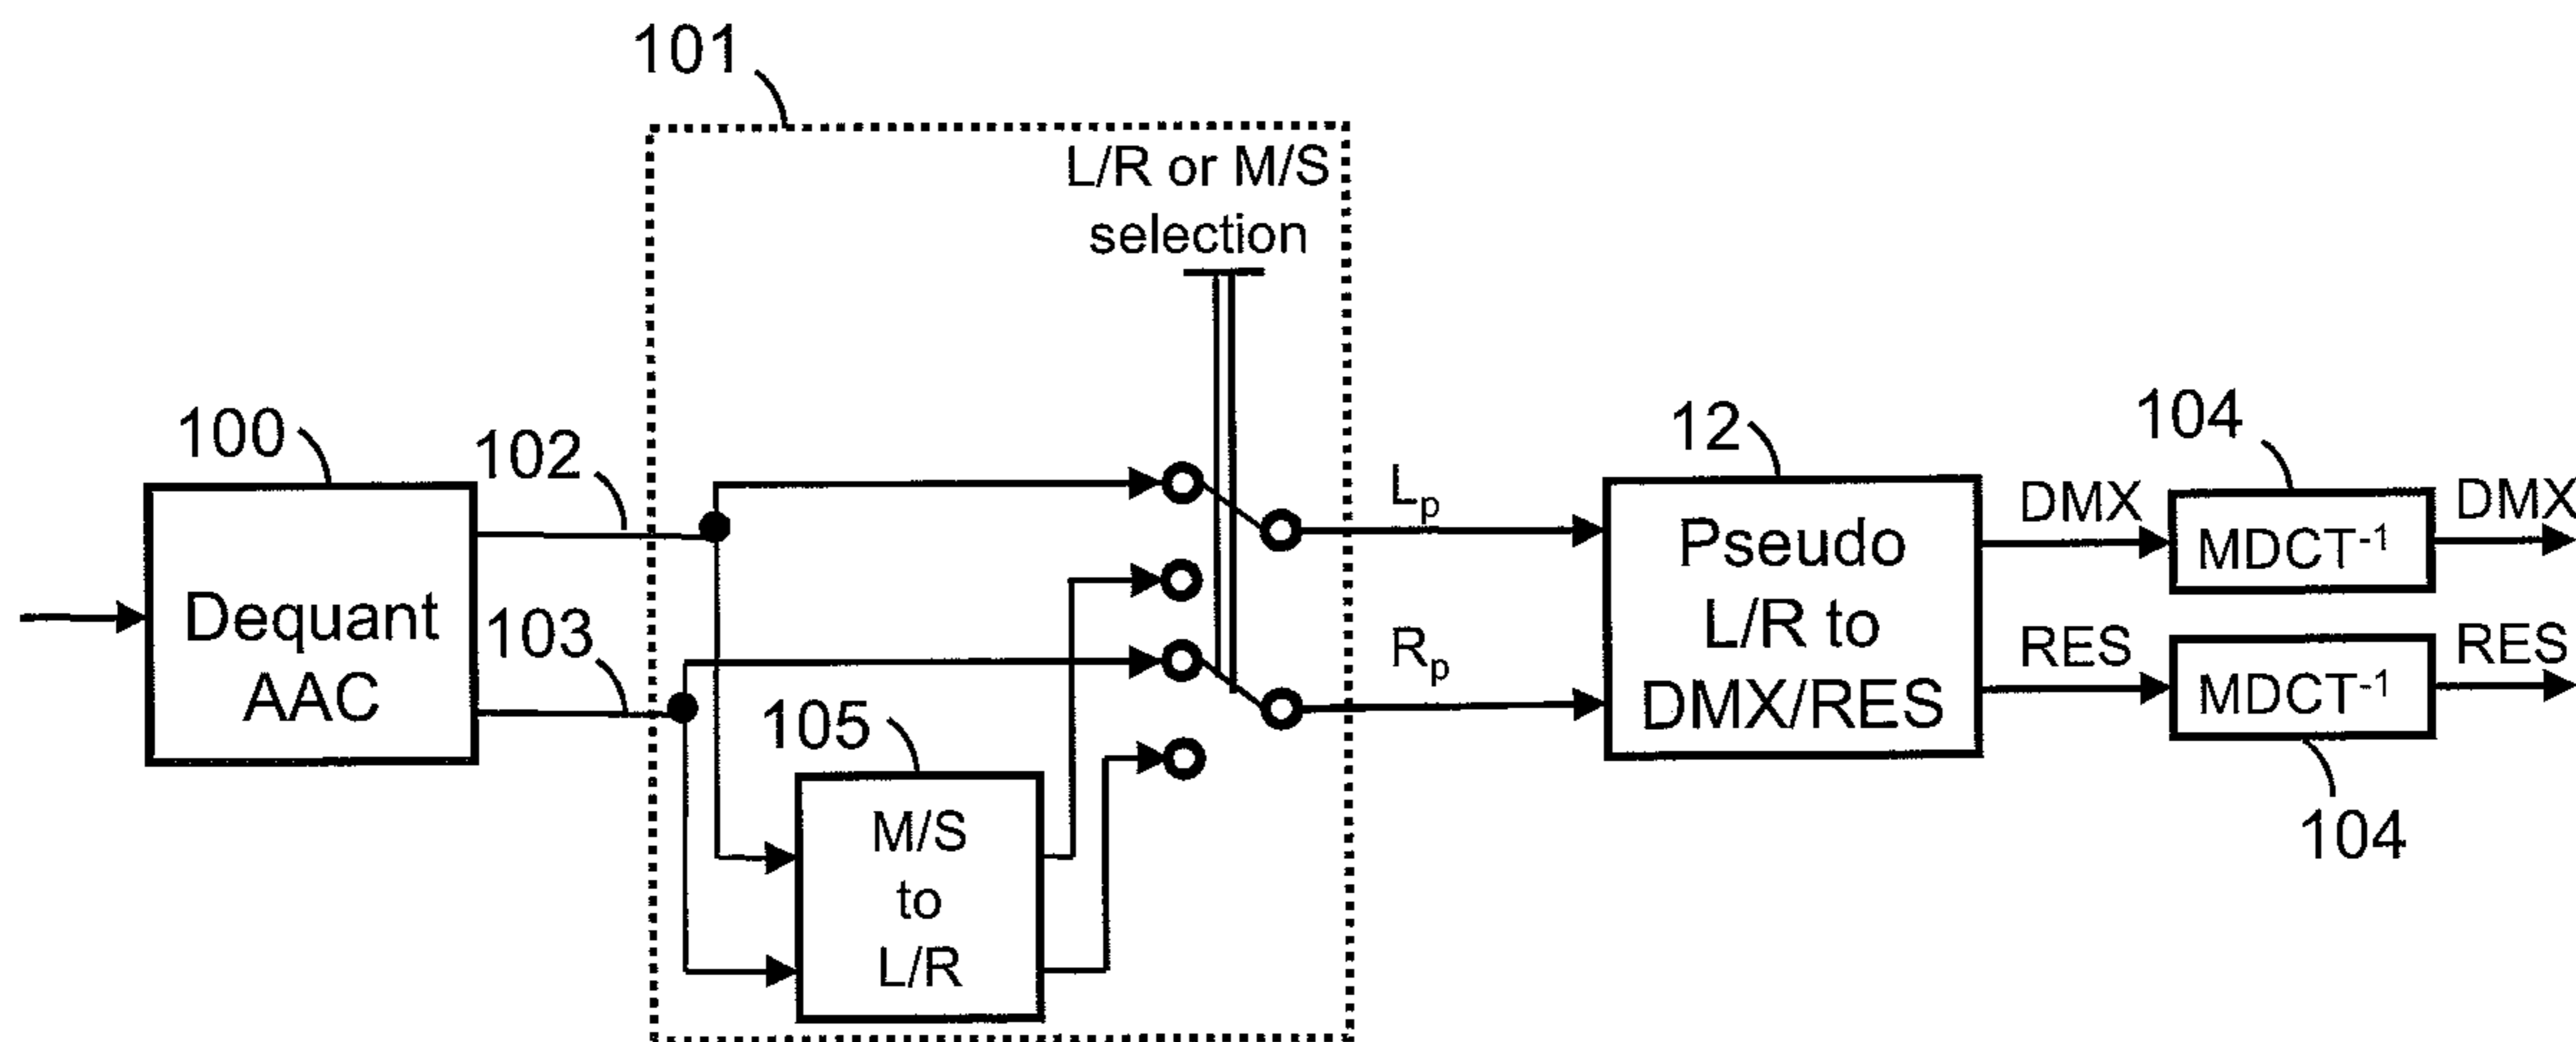 101
L/R or M/S
selection
100
Dequant
AAC
102
103
105
M/S
to
L/R
Lp
Rp
12
Pseudo
L/R to
DMX/RES
DMX
RES
104
MDCT-1
DMX
MDCT-1
RES
104